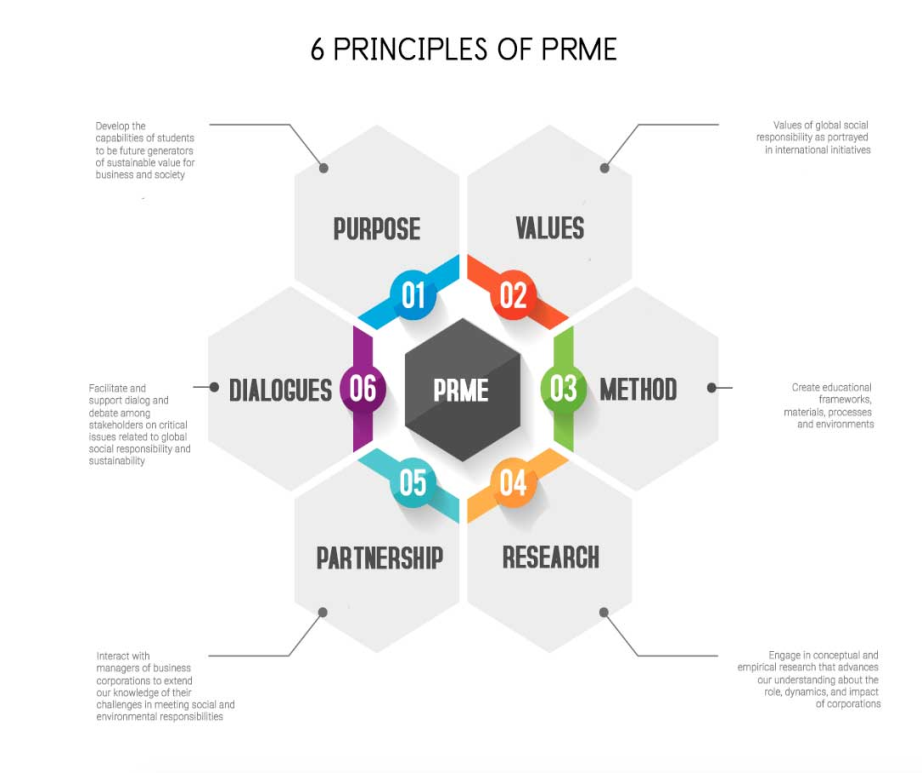 6 PRINCIPLES OF PRME
Develop the
capabilities of students
to be future generators
of sustainable value for
business and society
Values of global social
responsibility as portrayed
in international initiatives
PURPOSE
VALUES
01
02
Facilitate and
support dialog and
debate among
stakeholders on critical
issues related to global
social responsibility and
sustainability
DIALOGUES
06
PRME
03
METHOD
Create educational
frameworks,
materials, processes
and environments
05
04
PARTNERSHIP
RESEARCH
Interact with
managers of business
corporations to extend
our knowledge of their
challenges in meeting social and
environmental responsibilities
Engage in conceptual and
empirical research that advances
our understanding about the
role, dynamics, and impact
of corporations